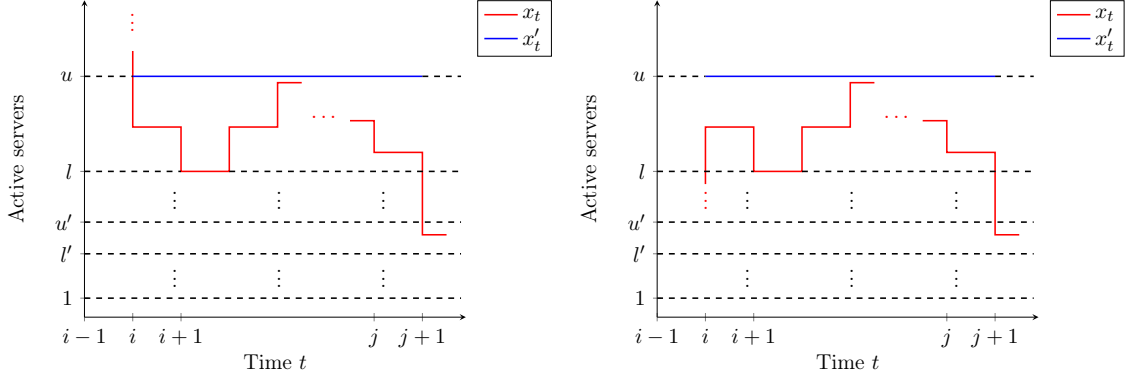 x_t
x'_t
u
l
u'
l'
1
Active servers
i − 1 i i + 1 j j + 1
Time t
x_t
x'_t
u
l
u'
l'
1
Active servers
i − 1 i i + 1 j j + 1
Time t